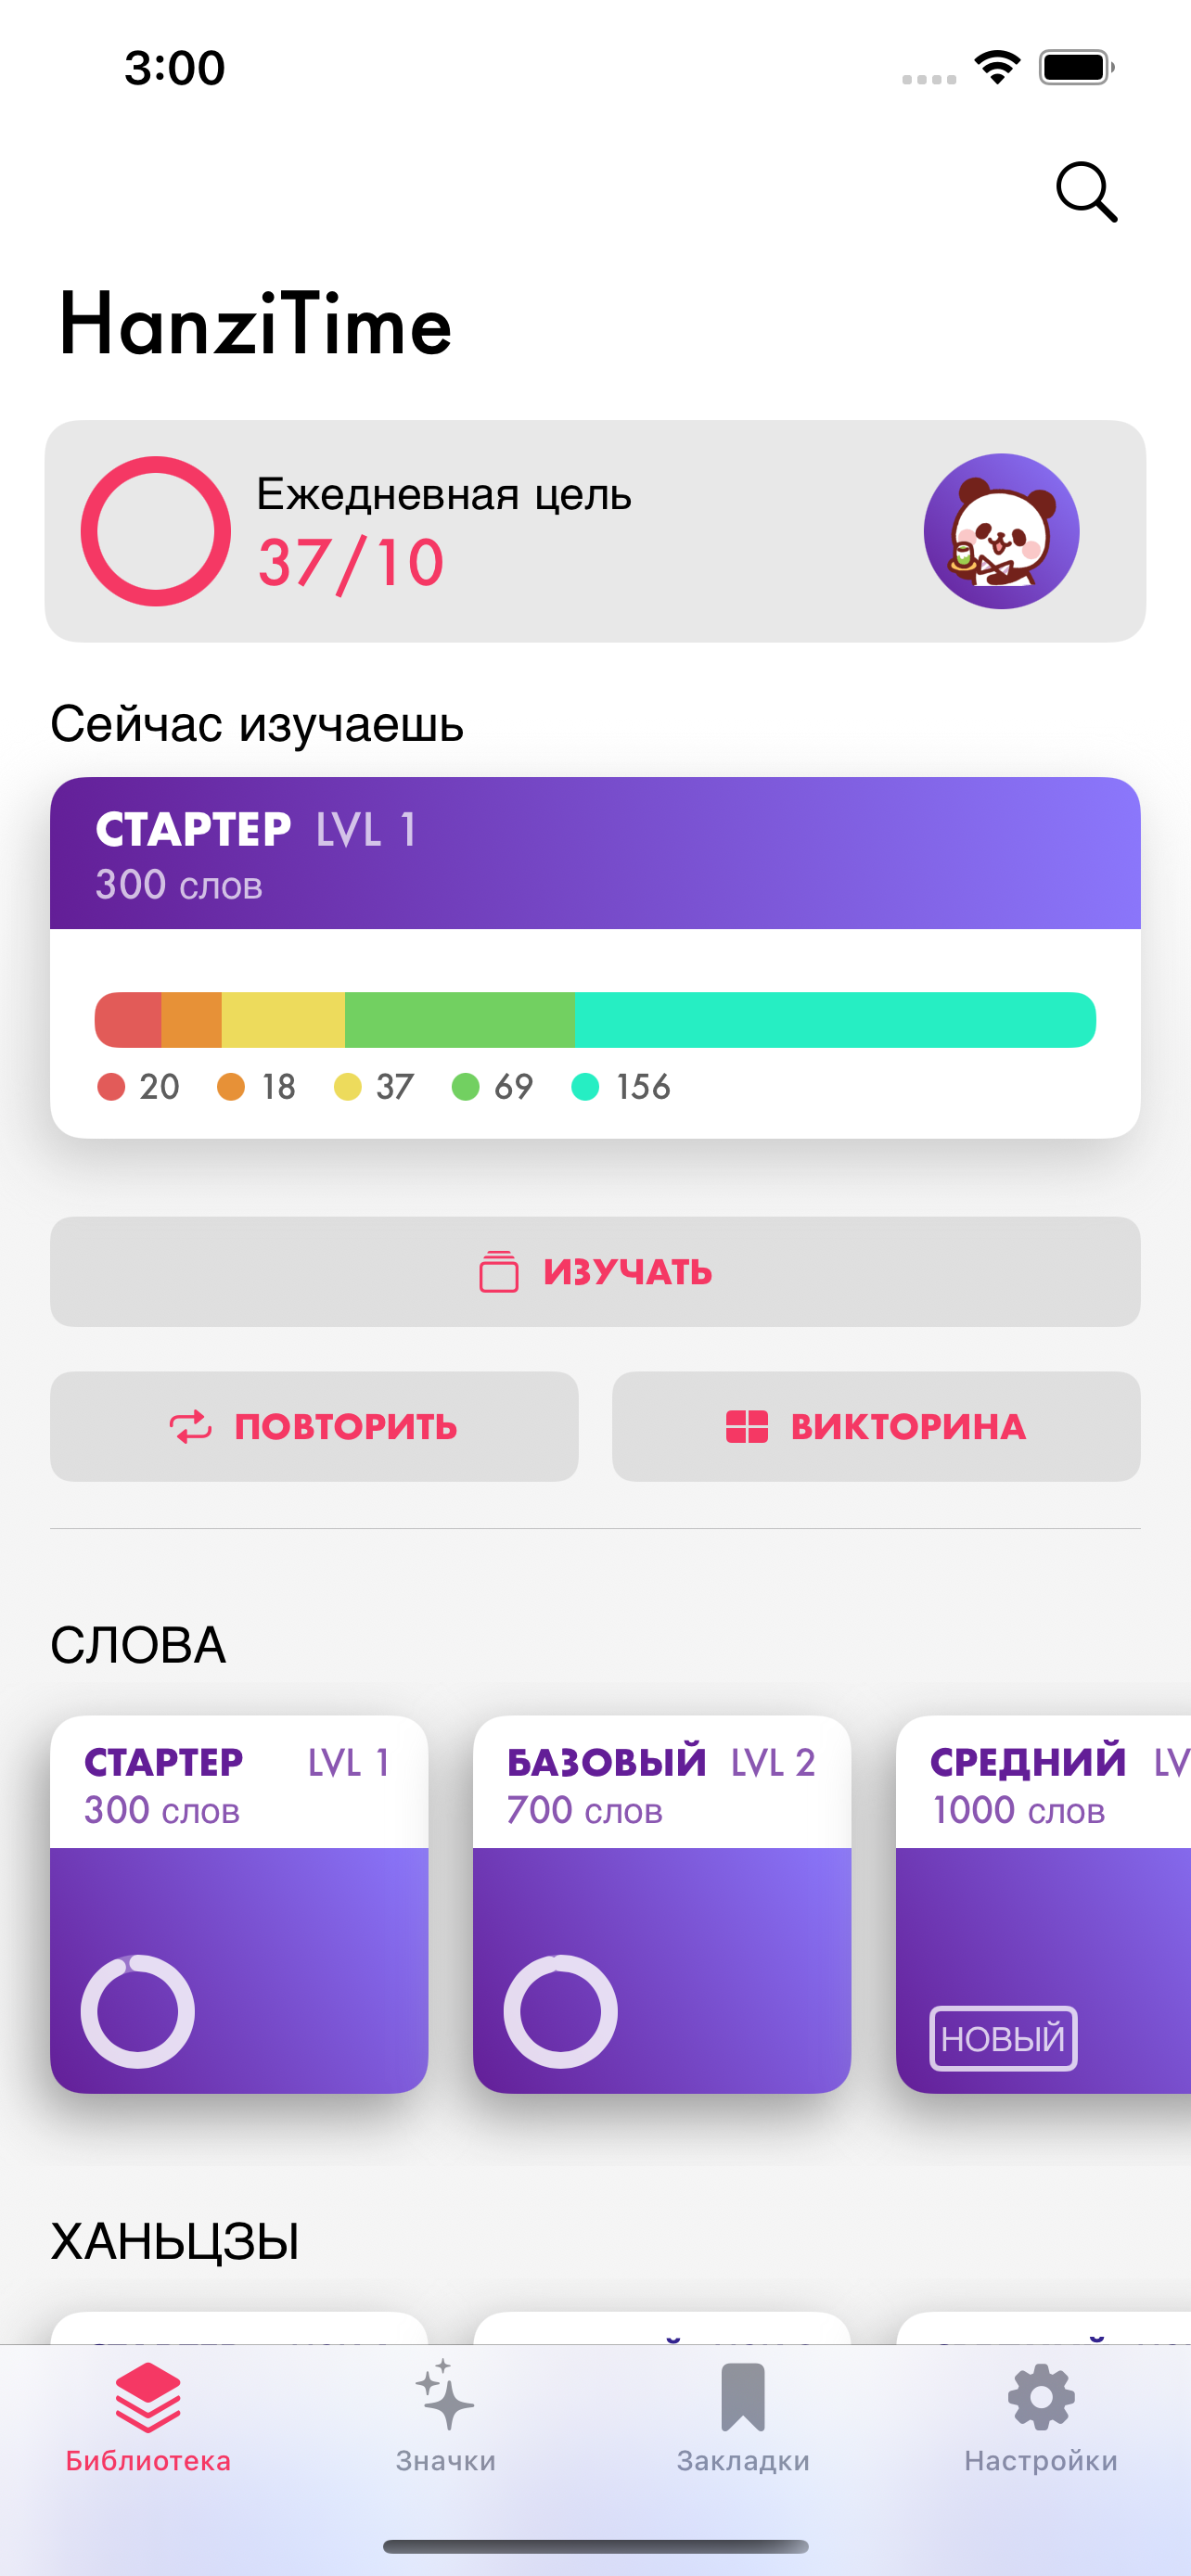 3:00
HanziTime
Ежедневная цель
37/10
Сейчас изучаешь
СТАРТЕР LVL 1
300 слов
20 18 37 69 156
ИЗУЧАТЬ
ПОВТОРИТЬ ВИКТОРИНА
СЛОВА
СТАРТЕР LVL 1 БАЗОВЫЙ LVL 2 СРЕДНИЙ LV
300 слов 700 слов 1000 слов
НОВЫЙ
ХАНЬЦЗЫ
Библиотека Значки Закладки Настройки